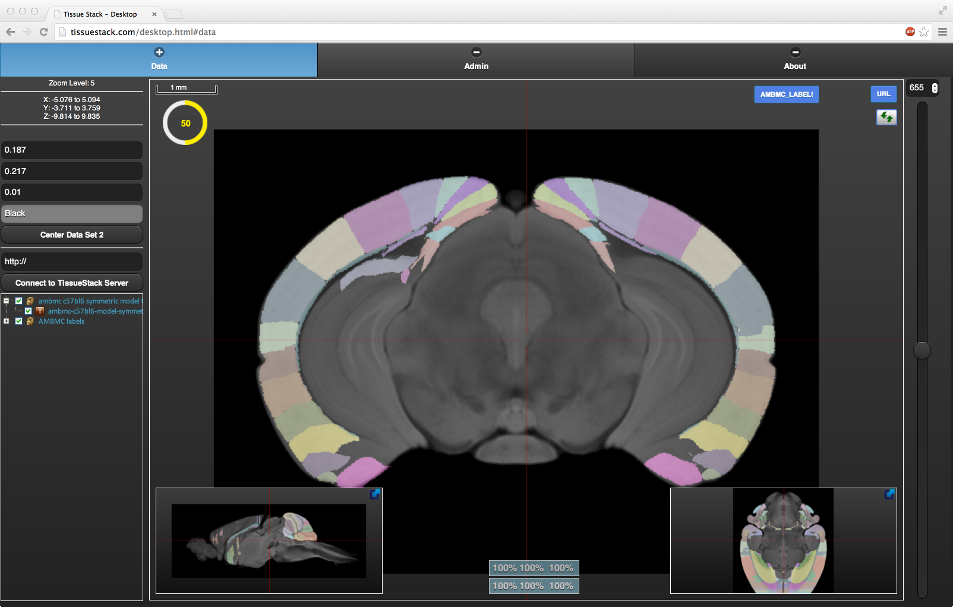 Tissue Stack – Desktop
tissuestack.com/desktop.html#data
Data
Admin
About
Zoom Level: 5
X: -5.076 to 5.094
Y: -3.711 to 3.759
Z: -9.814 to 9.835
0.187
0.217
0.01
Black
Center Data Set 2
http://
Connect to TissueStack Server
ambmc c57bl6 symmetric model
ambmc-c57bl6-model-symmet
AMBMC labels
1 mm
50
AMBMC_LABELS
URL
655
100% 100% 100%
100% 100% 100%